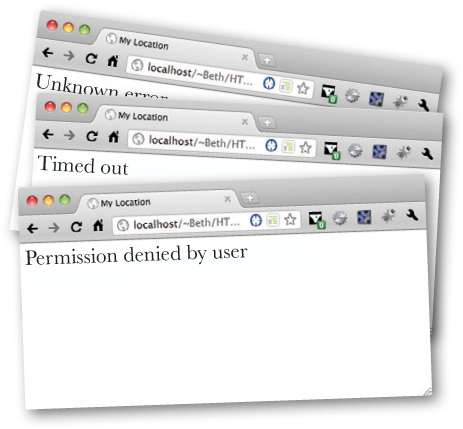 My Location
localhost/~Beth/HT...
Unknown error
My Location
localhost/~Beth/HT...
Timed out
My Location
localhost/~Beth/HT...
Permission denied by user